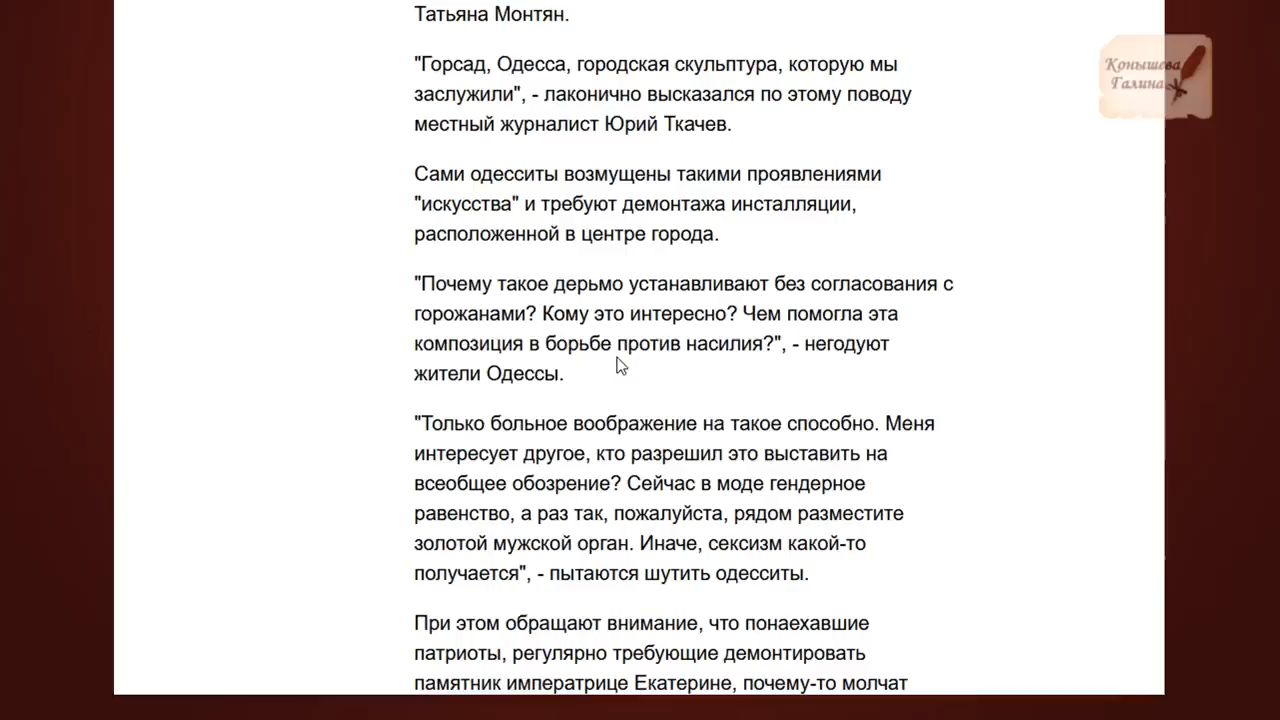 Татьяна Монтян.
"Горсад, Одесса, городская скульптура, которую мы
заслужили", - лаконично высказался по этому поводу
местный журналист Юрий Ткачев.
Сами одесситы возмущены такими проявлениями
"искусства" и требуют демонтажа инсталляции,
расположенной в центре города.
"Почему такое дерьмо устанавливают без согласования с
горожанами? Кому это интересно? Чем помогла эта
композиция в борьбе против насилия?", - негодуют
жители Одессы.
"Только больное воображение на такое способно. Меня
интересует другое, кто разрешил это выставить на
всеобщее обозрение? Сейчас в моде гендерное
равенство, а раз так, пожалуйста, рядом разместите
золотой мужской орган. Иначе, сексизм какой-то
получается", - пытаются шутить одесситы.
При этом обращают внимание, что понаехавшие
патриоты, регулярно требующие демонтировать
памятник императрице Екатерине, почему-то молчат
Конышева
Галина